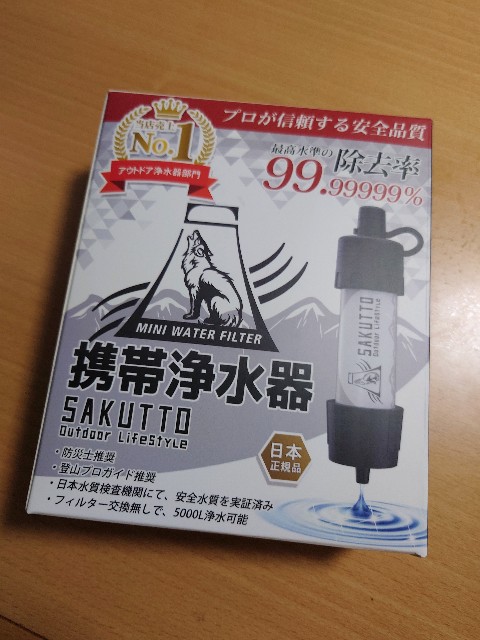 当店売上
No.1
アウトドア浄水器部門
プロが信頼する安全品質
最高水準の除去率
99.99999%
MINI WATER FILTER
携帯浄水器
SAKUTTO
Outdoor LifeStyle
・防災士推奨
・登山プロガイド推奨
・日本水質検査機関にて、安全水質を実証済み
・フィルター交換無しで、5000L浄水可能
日本
正規品
SAKUTTO
Outdoor LifeStyle